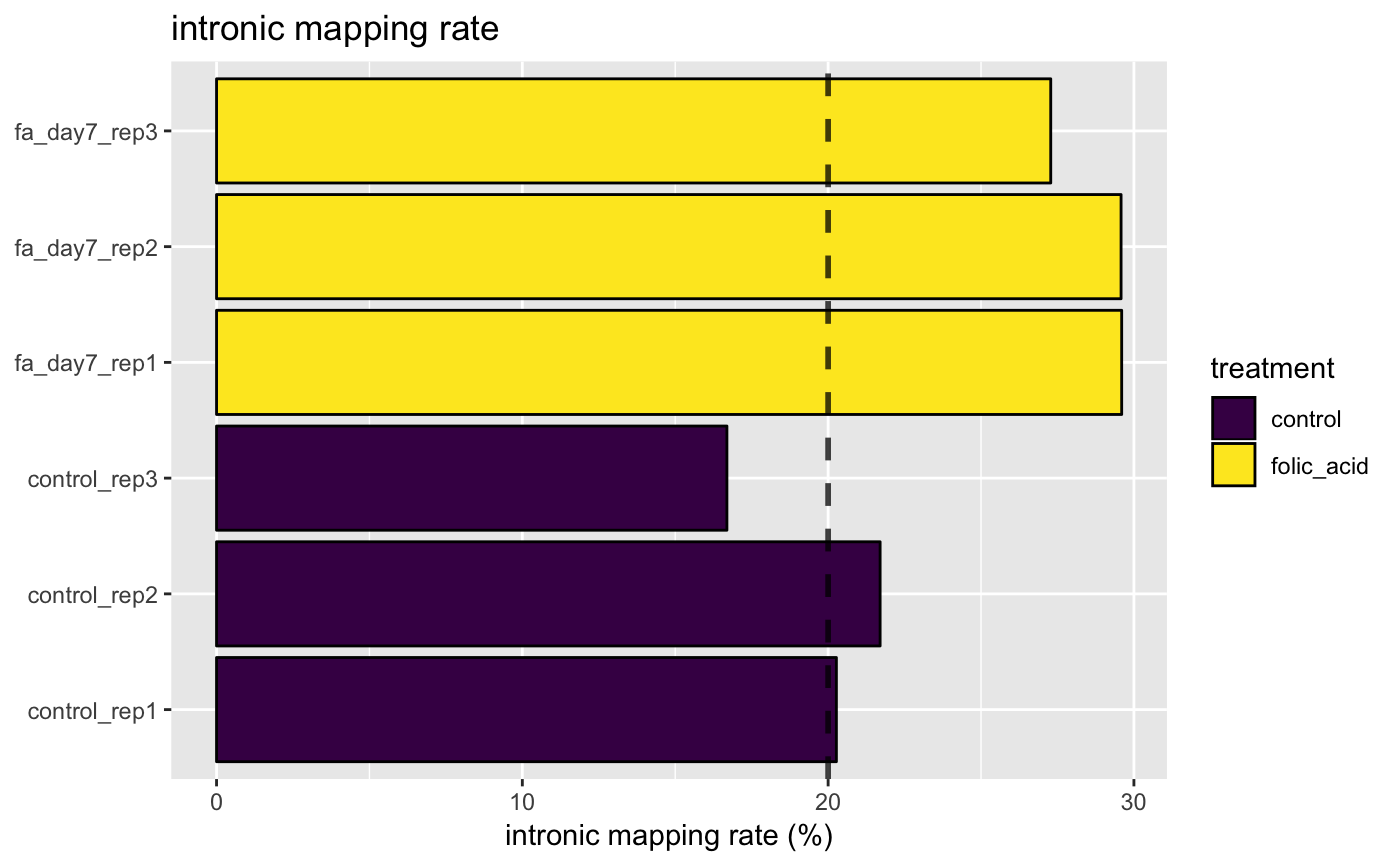 intronic mapping rate
fa_day7_rep3
fa_day7_rep2
fa_day7_rep1
control_rep3
control_rep2
control_rep1
0 10 20 30
intronic mapping rate (%)
treatment
control
folic_acid